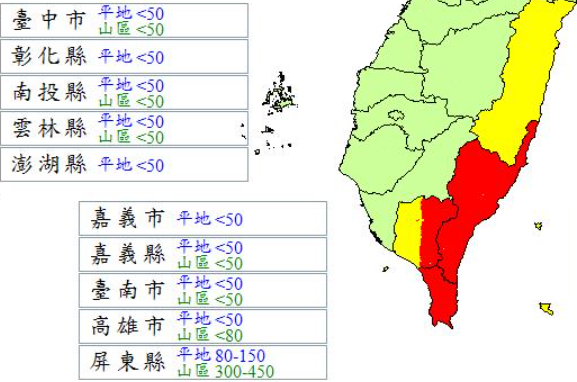 臺中市 平地 <50
山區 <50
彰化縣 平地 <50
南投縣 平地 <50
山區 <50
雲林縣 平地 <50
山區 <50
澎湖縣 平地 <50
嘉義市 平地 <50
嘉義縣 平地 <50
山區 <50
臺南市 平地 <50
山區 <50
高雄市 平地 <50
山區 <80
屏東縣 平地 80-150
山區 300-450